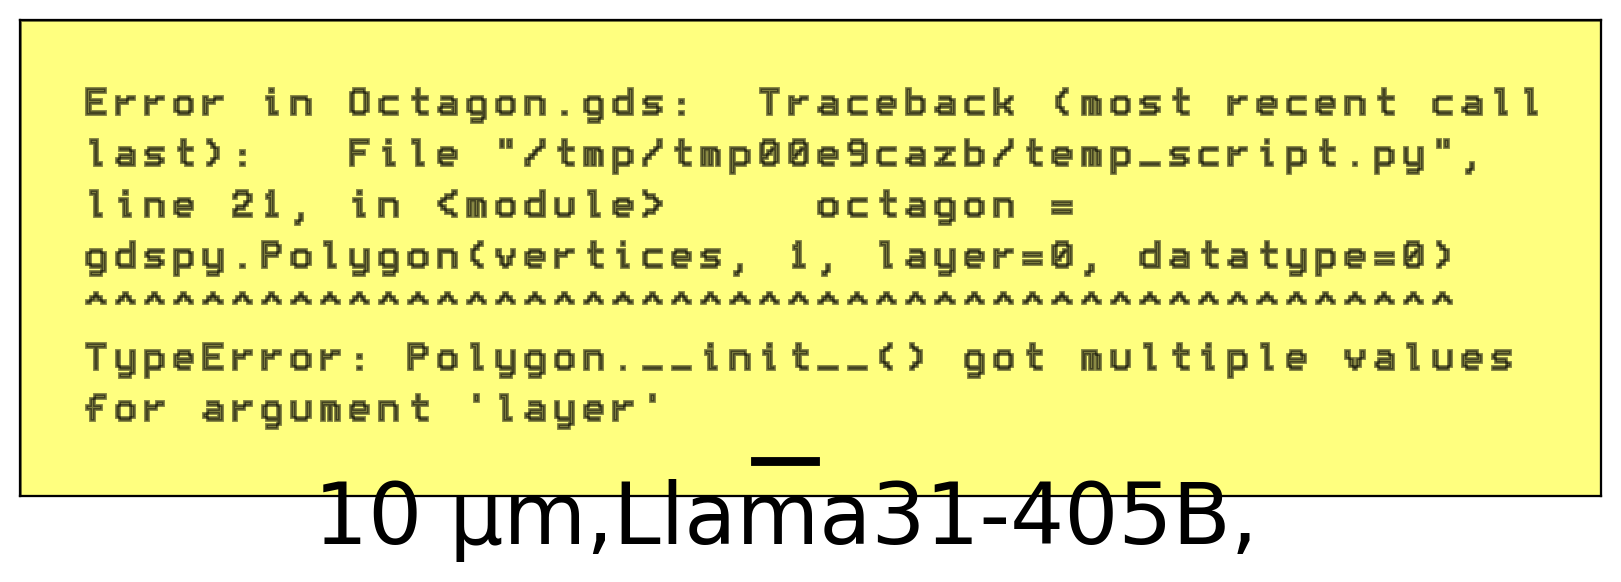 Error in Octagon.gds:  Traceback (most recent call
last):   File "/tmp/tmp00e9cazb/temp_script.py",
line 21, in <module>     octagon =
gdspy.Polygon(vertices, 1, layer=0, datatype=0)
^^^^^^^^^^^^^^^^^^^^^^^^^^^^^^^^^^^^^^^^^^^^^^^
TypeError: Polygon.__init__() got multiple values
for argument 'layer'
10 μm,Llama31-405B,